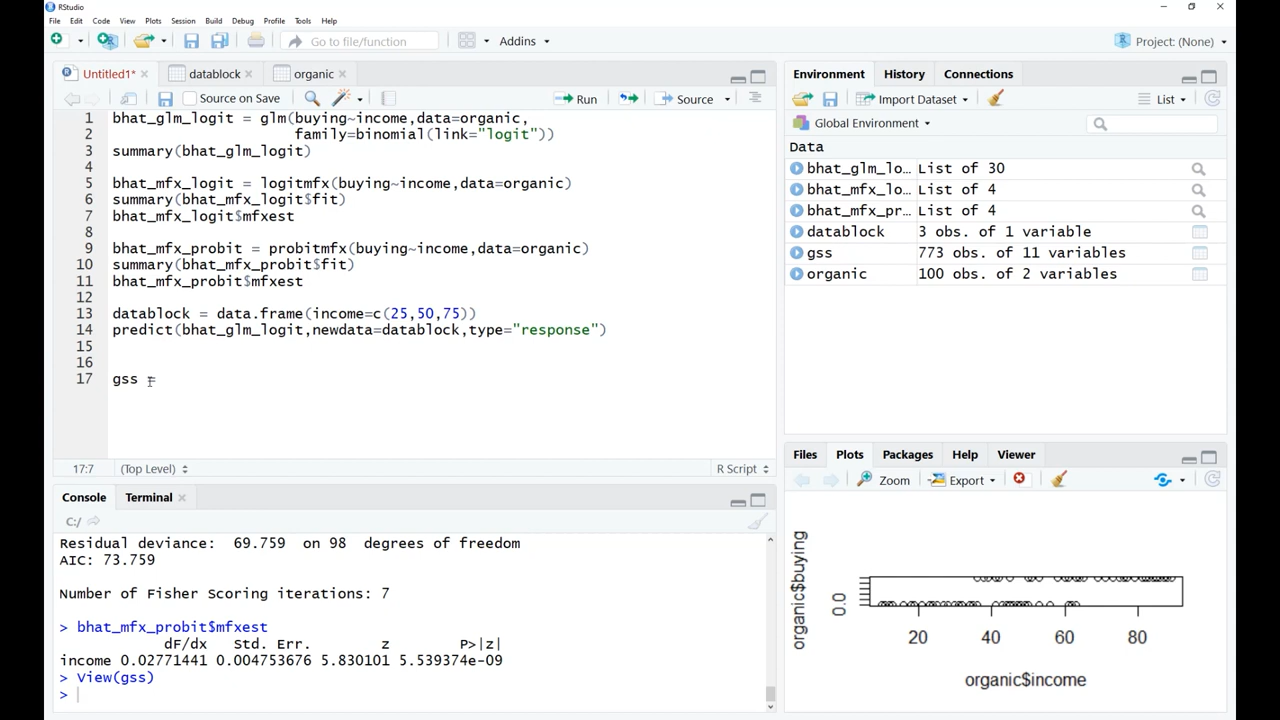 RStudio
File Edit Code View Plots Session Build Debug Profile Tools Help
Go to file/function Addins Project: (None)
Untitled1* datablock organic
Source on Save Run Source
1 bhat_glm_logit = glm(buying~income,data=organic,
2 family=binomial(link="logit"))
3 summary(bhat_glm_logit)
4
5 bhat_mfx_logit = logitmfx(buying~income,data=organic)
6 summary(bhat_mfx_logit$fit)
7 bhat_mfx_logit$mfxest
8
9 bhat_mfx_probit = probitmfx(buying~income,data=organic)
10 summary(bhat_mfx_probit$fit)
11 bhat_mfx_probit$mfxest
12
13 datablock = data.frame(income=c(25,50,75))
14 predict(bhat_glm_logit,newdata=datablock,type="response")
15
16
17 gss =
17:7 (Top Level) R Script
Console Terminal
C:/
Residual deviance: 69.759 on 98 degrees of freedom
AIC: 73.759
Number of Fisher Scoring iterations: 7
> bhat_mfx_probit$mfxest
dF/dx Std. Err. z P>|z|
income 0.02771441 0.004753676 5.830101 5.539374e-09
> View(gss)
>
Environment History Connections
Import Dataset List
Global Environment
Data
bhat_glm_lo… List of 30
bhat_mfx_lo… List of 4
bhat_mfx_pr… List of 4
datablock 3 obs. of 1 variable
gss 773 obs. of 11 variables
organic 100 obs. of 2 variables
Files Plots Packages Help Viewer
Zoom Export
organic$buying
0.0
20 40 60 80
organic$income